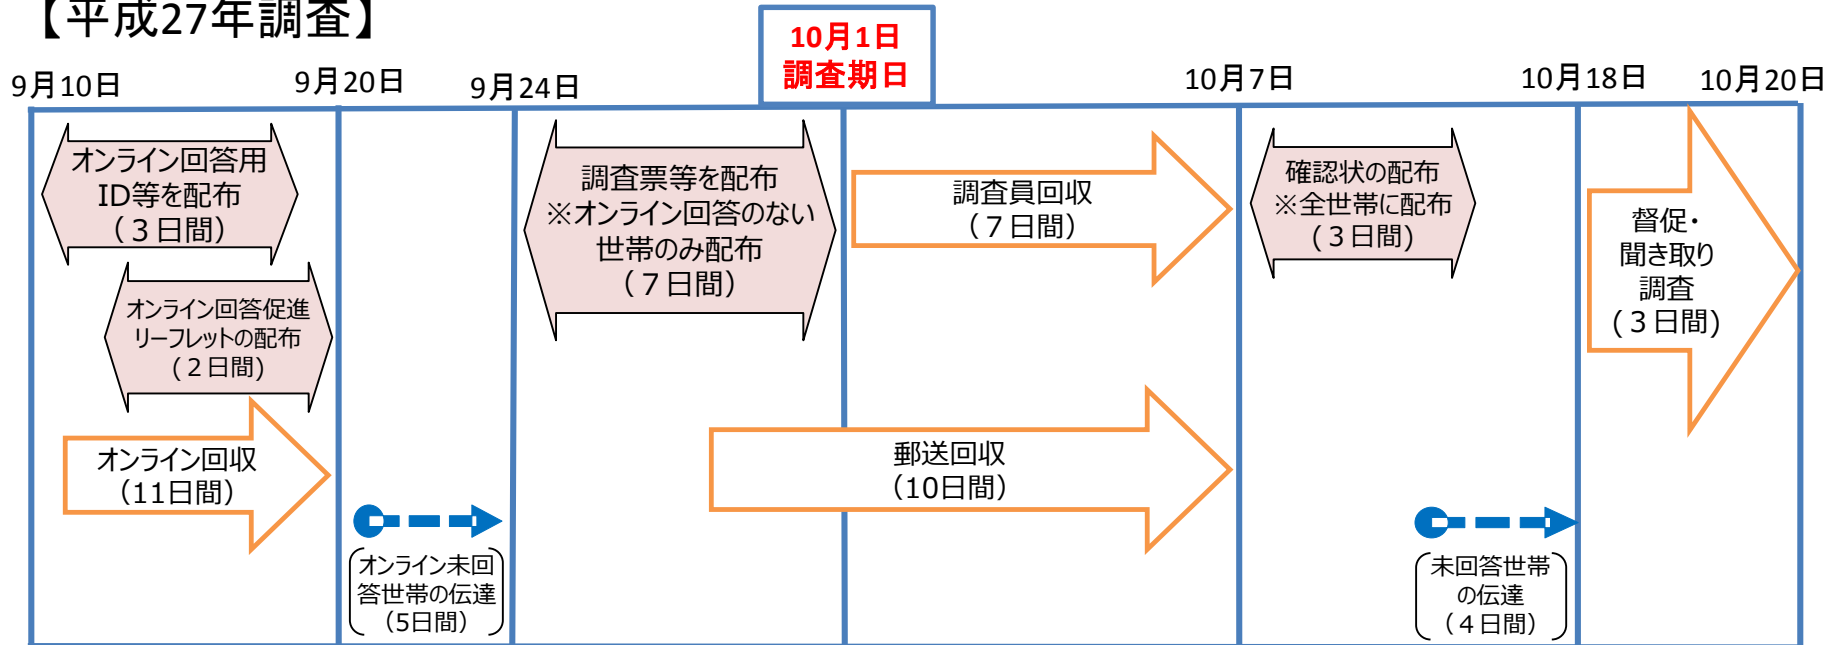 【平成27年調査】
10月1日
調査期日
9月10日
9月20日
9月24日
10月7日
10月18日
10月20日
オンライン回答用
ID等を配布
（３日間）
オンライン回答促進
リーフレットの配布
(２日間)
オンライン回収
（11日間）
オンライン未回
答世帯の伝達
（5日間）
調査票等を配布
※オンライン回答のない
世帯のみ配布
（７日間）
調査員回収
（７日間）
郵送回収
（10日間）
確認状の配布
※全世帯に配布
(３日間)
未回答世帯
の伝達
（４日間）
督促・
聞き取り
調査
(３日間)